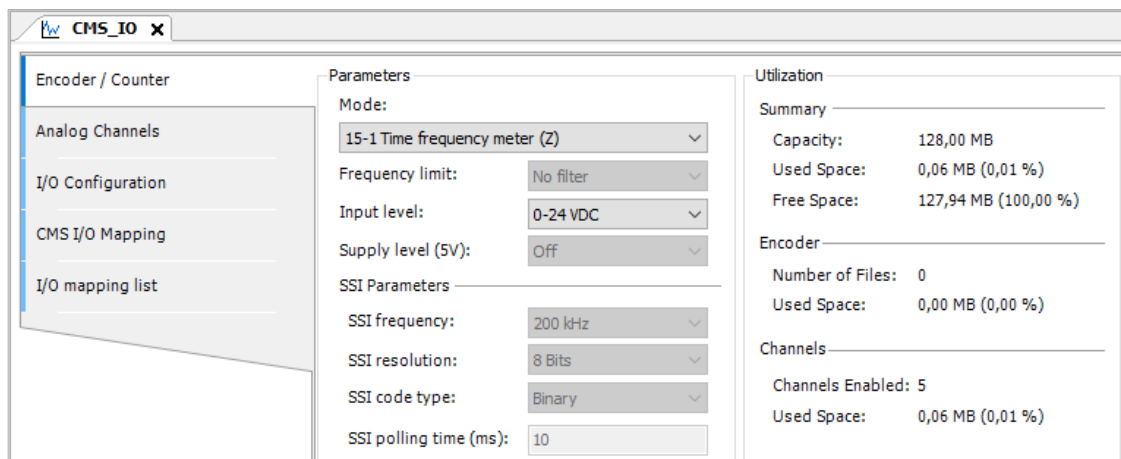 CMS_IO
Encoder / Counter
Analog Channels
I/O Configuration
CMS I/O Mapping
I/O mapping list
Parameters
Mode:
15-1 Time frequency meter (Z)
Frequency limit: No filter
Input level: 0-24 VDC
Supply level (5V): Off
SSI Parameters
SSI frequency: 200 kHz
SSI resolution: 8 Bits
SSI code type: Binary
SSI polling time (ms): 10
Utilization
Summary
Capacity: 128,00 MB
Used Space: 0,06 MB (0,01 %)
Free Space: 127,94 MB (100,00 %)
Encoder
Number of Files: 0
Used Space: 0,00 MB (0,00 %)
Channels
Channels Enabled: 5
Used Space: 0,06 MB (0,01 %)